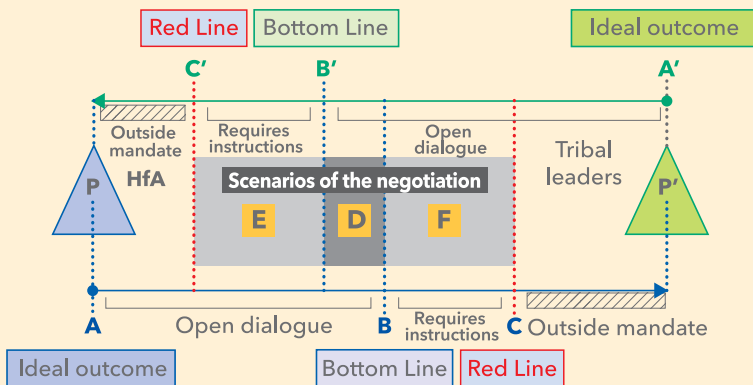 Red Line
Bottom Line
Ideal outcome
C'
B'
A'
Outside
mandate
Requires
instructions
Open
dialogue
Tribal
leaders
HfA
P
P'
Scenarios of the negotiation
E
D
F
A
Open dialogue
B
Requires
instructions
C
Outside mandate
Ideal outcome
Bottom Line
Red Line